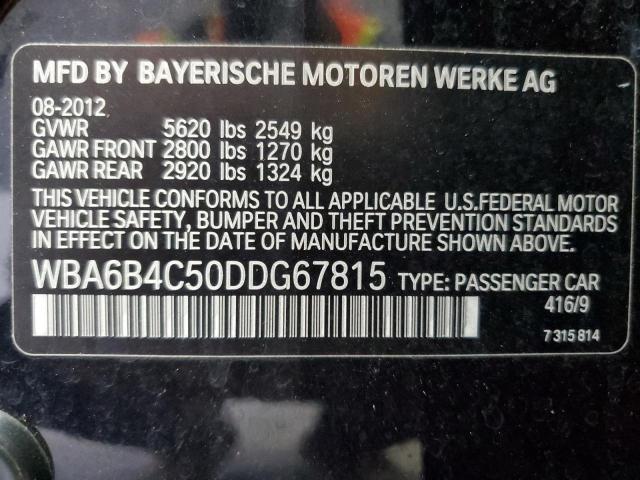 MFD BY BAYERISCHE MOTOREN WERKE AG
08-2012
GVWR 5620 lbs 2549 kg
GAWR FRONT 2800 lbs 1270 kg
GAWR REAR 2920 lbs 1324 kg
THIS VEHICLE CONFORMS TO ALL APPLICABLE U.S.FEDERAL MOTOR
VEHICLE SAFETY, BUMPER AND THEFT PREVENTION STANDARDS
IN EFFECT ON THE DATE OF MANUFACTURE SHOWN ABOVE.
WBA6B4C50DDG67815 TYPE: PASSENGER CAR
416/9
7 315 814